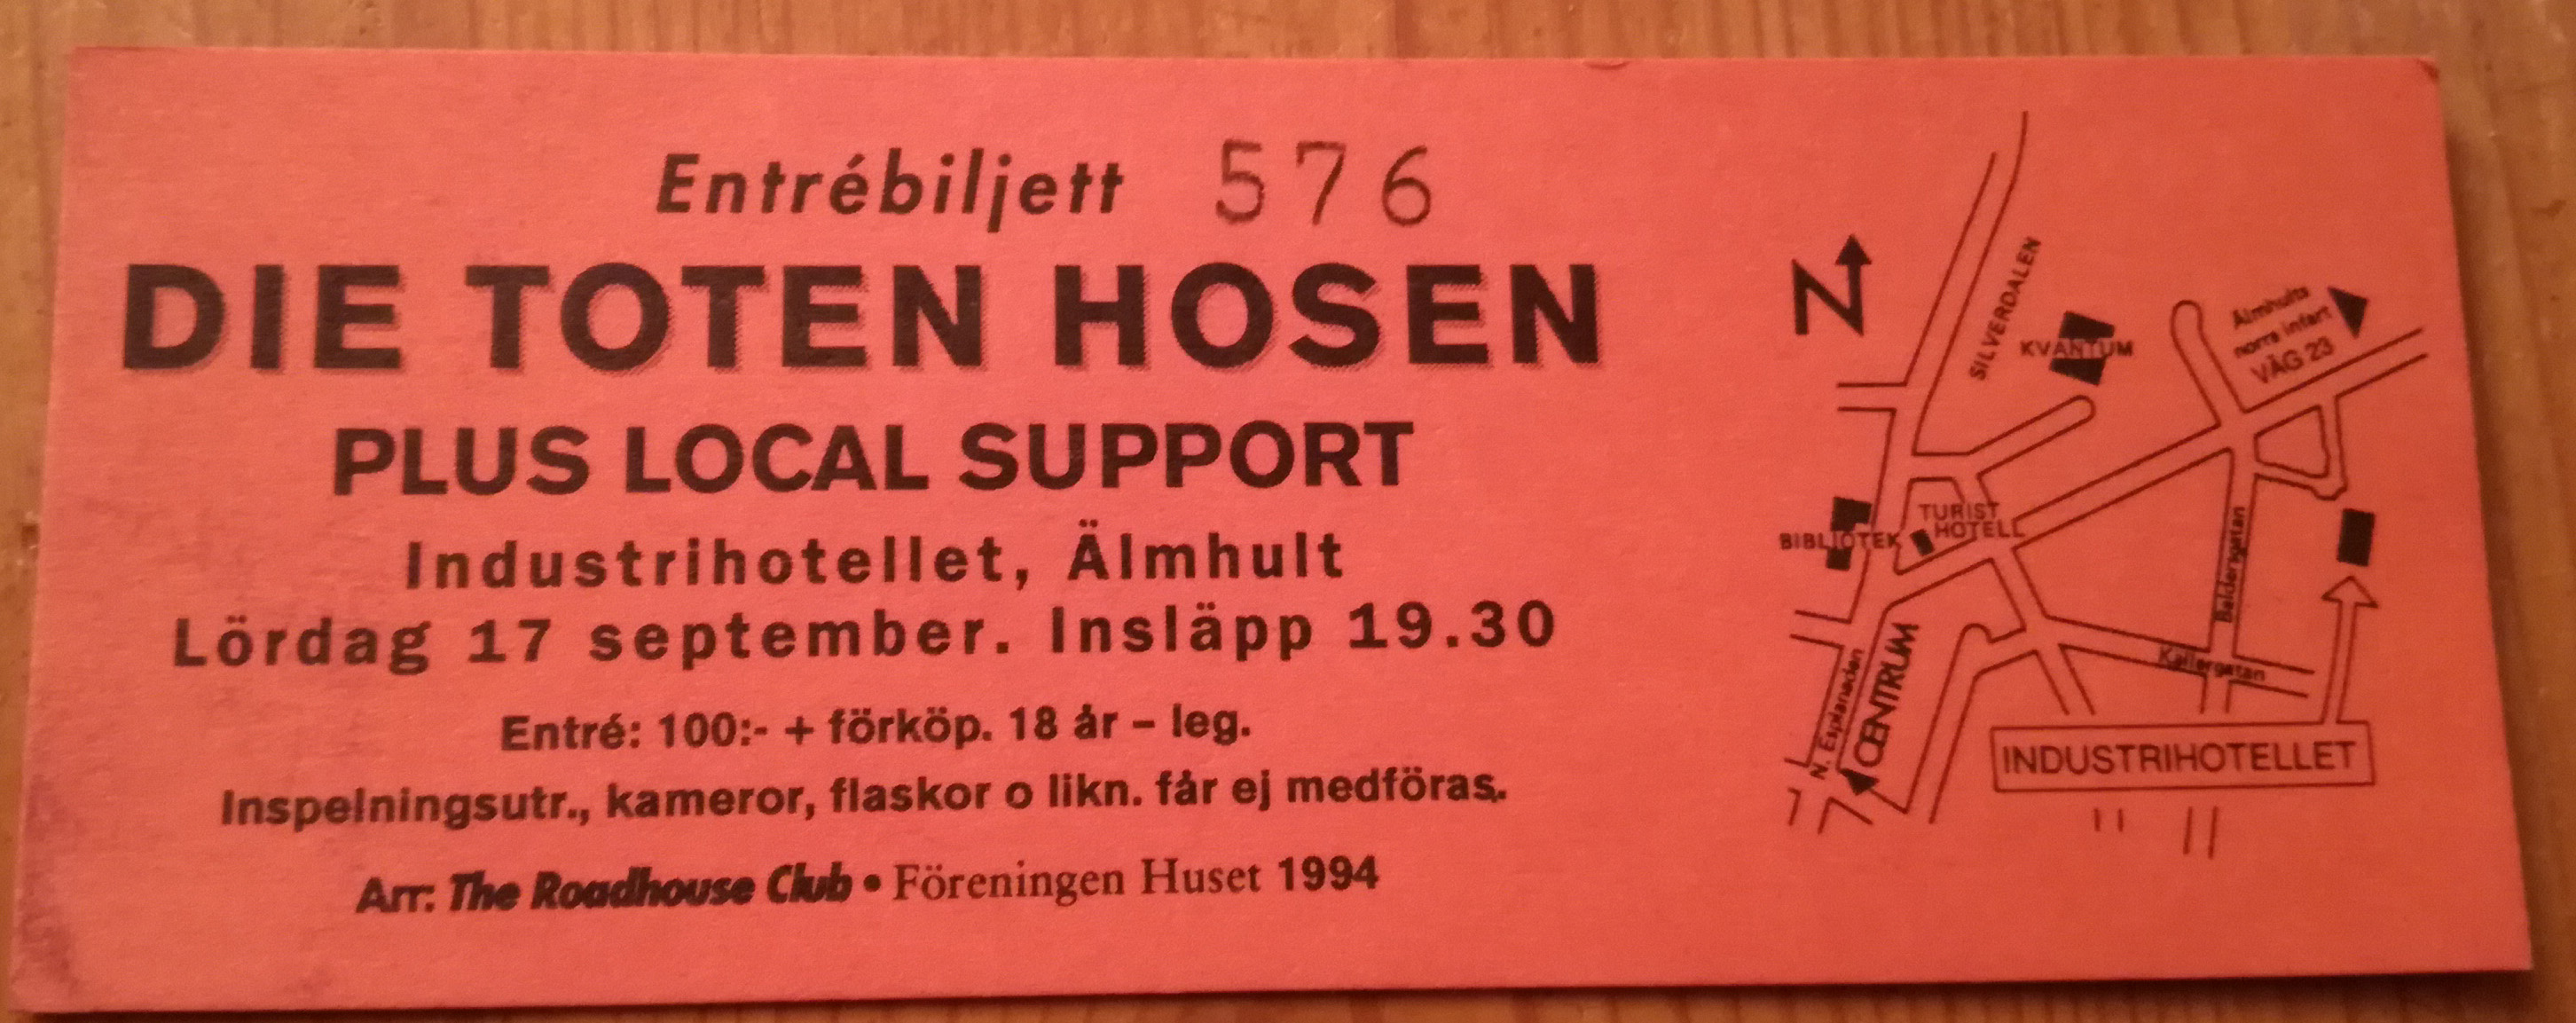 Entrébiljett 576
DIE TOTEN HOSEN
PLUS LOCAL SUPPORT
Industrihotellet, Älmhult
Lördag 17 september. Insläpp 19.30
Entré: 100:- + förköp. 18 år – leg.
Inspelningsutr., kameror, flaskor o likn. får ej medföras.
Arr: The Roadhouse Club • Föreningen Huset 1994
N
SILVERDALEN
KVANTUM
Älmhults
norra infart
VÄG 23
TURIST
HOTELL
BIBLIOTEK
Baldersgatan
Källargatan
N. Esplanaden
CENTRUM
INDUSTRIHOTELLET